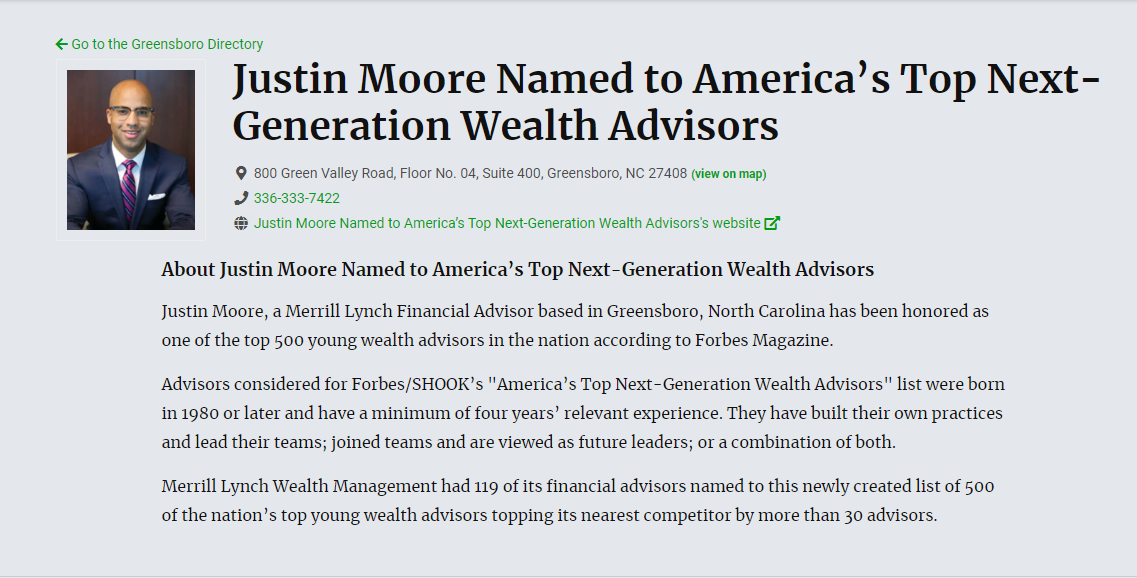 Go to the Greensboro Directory
Justin Moore Named to America’s Top Next-
Generation Wealth Advisors
800 Green Valley Road, Floor No. 04, Suite 400, Greensboro, NC 27408 (view on map)
336-333-7422
Justin Moore Named to America’s Top Next-Generation Wealth Advisors's website
About Justin Moore Named to America’s Top Next-Generation Wealth Advisors
Justin Moore, a Merrill Lynch Financial Advisor based in Greensboro, North Carolina has been honored as
one of the top 500 young wealth advisors in the nation according to Forbes Magazine.
Advisors considered for Forbes/SHOOK’s "America’s Top Next-Generation Wealth Advisors" list were born
in 1980 or later and have a minimum of four years’ relevant experience. They have built their own practices
and lead their teams; joined teams and are viewed as future leaders; or a combination of both.
Merrill Lynch Wealth Management had 119 of its financial advisors named to this newly created list of 500
of the nation’s top young wealth advisors topping its nearest competitor by more than 30 advisors.